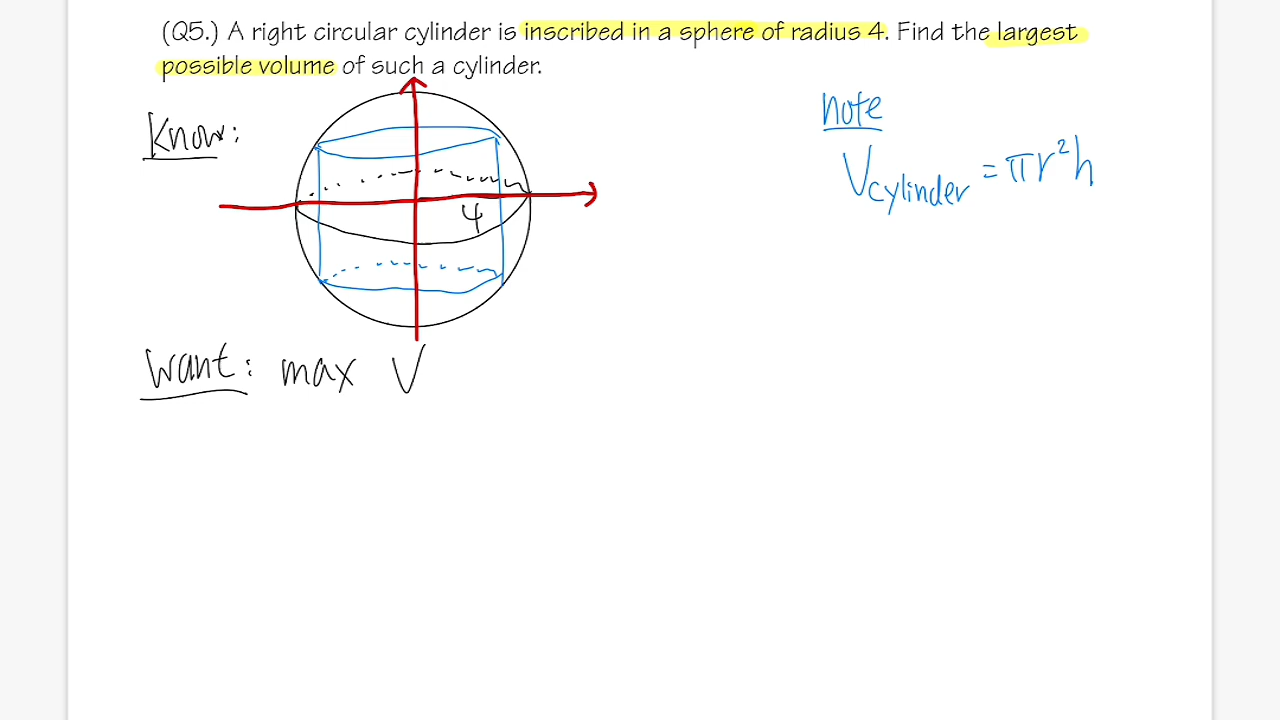 (Q5.) A right circular cylinder is inscribed in a sphere of radius 4. Find the largest
possible volume of such a cylinder.
note
Know:
V cylinder = πr²h
4
Want: max V